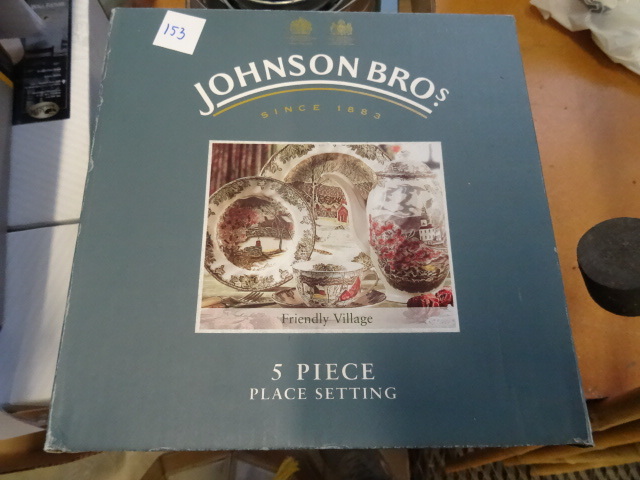 153
JOHNSON BROS.
SINCE 1883
Friendly Village
5 PIECE
PLACE SETTING